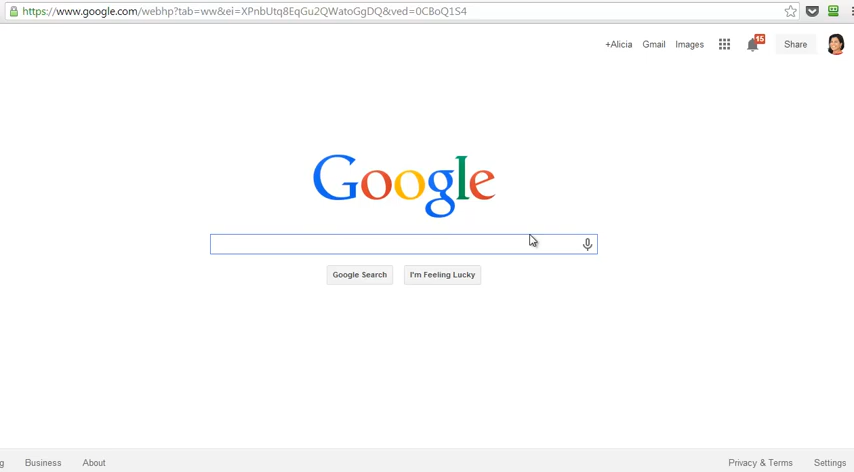 https://www.google.com/webhp?tab=ww&ei=XPnbUtq8EqGu2QWatoGgDQ&ved=0CBoQ1S4
+Alicia Gmail Images 15 Share
Google
Google Search I'm Feeling Lucky
g Business About Privacy & Terms Settings